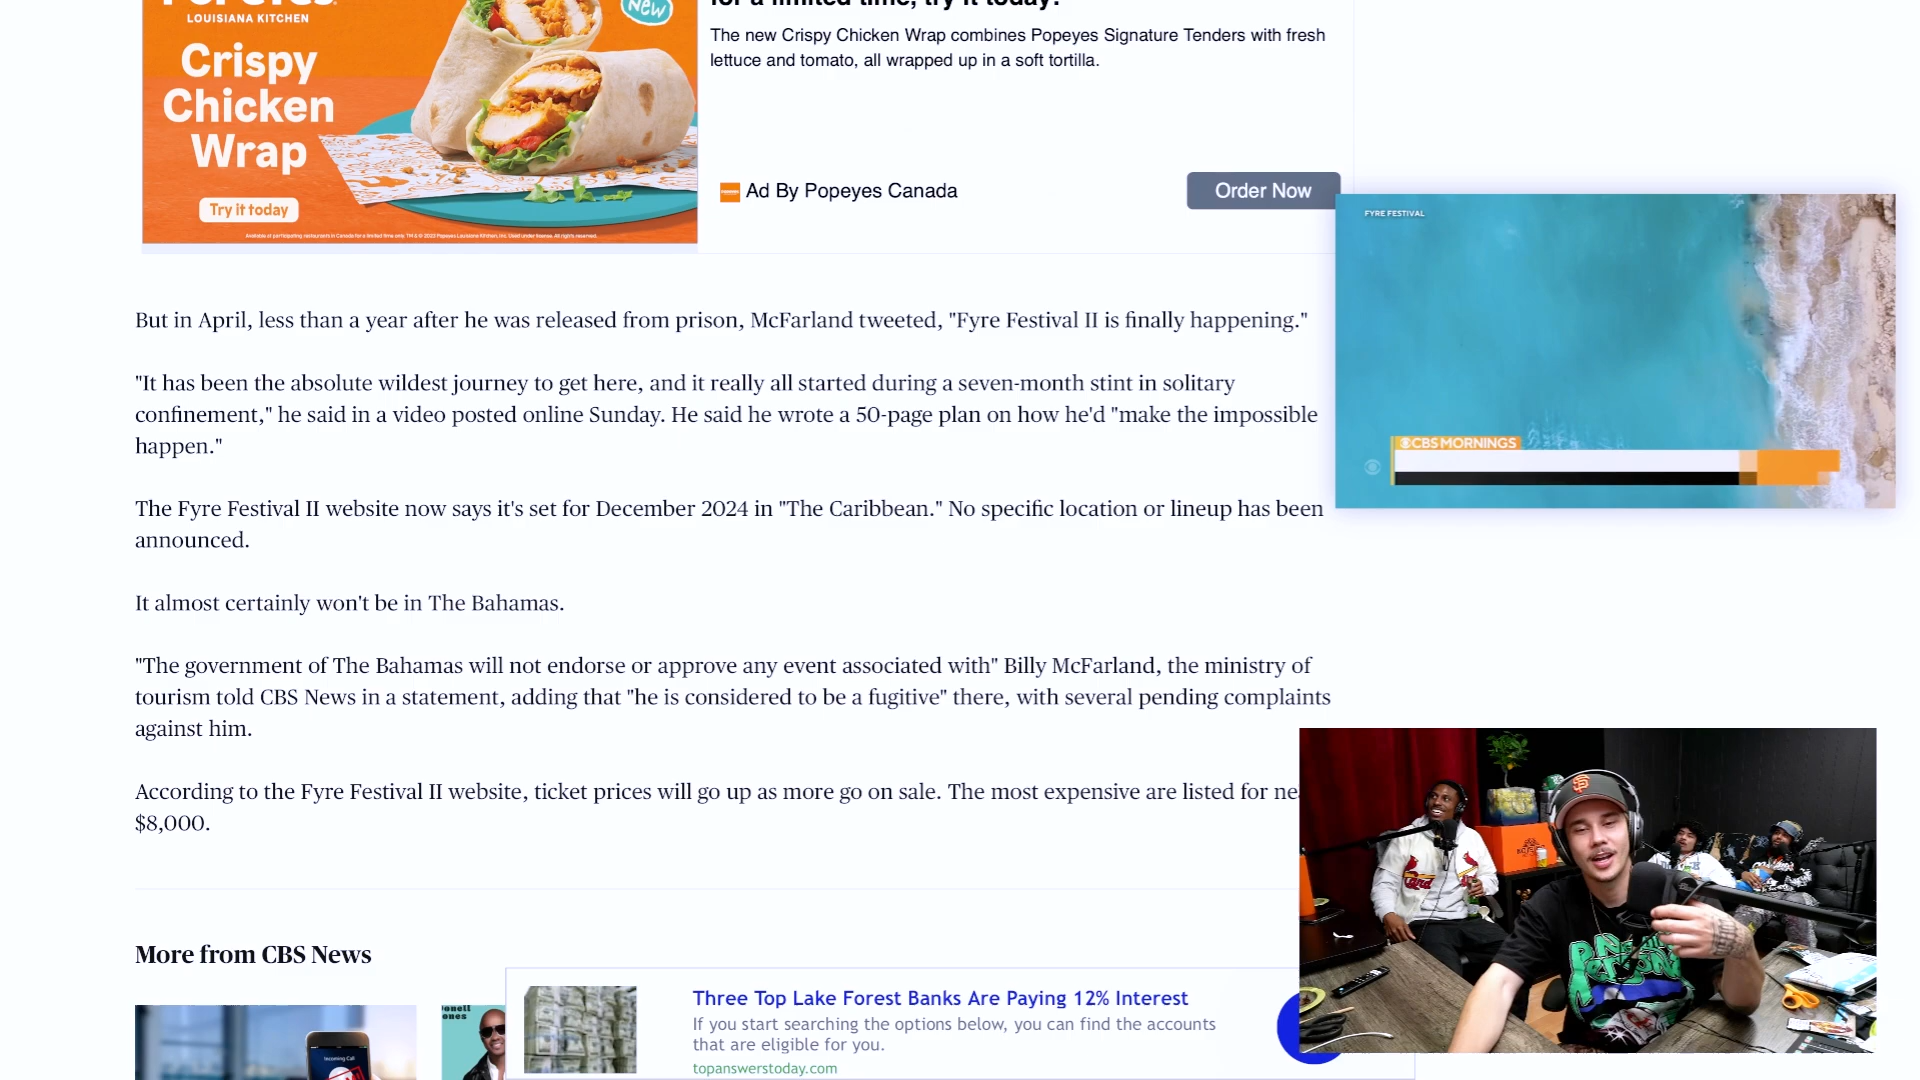 LOUISIANA KITCHEN
Crispy
Chicken
Wrap
Try it today
New
for a limited time, try it today!
The new Crispy Chicken Wrap combines Popeyes Signature Tenders with fresh
lettuce and tomato, all wrapped up in a soft tortilla.
Ad By Popeyes Canada
Order Now
FYRE FESTIVAL
CBS MORNINGS
But in April, less than a year after he was released from prison, McFarland tweeted, "Fyre Festival II is finally happening."
"It has been the absolute wildest journey to get here, and it really all started during a seven-month stint in solitary
confinement," he said in a video posted online Sunday. He said he wrote a 50-page plan on how he'd "make the impossible
happen."
The Fyre Festival II website now says it's set for December 2024 in "The Caribbean." No specific location or lineup has been
announced.
It almost certainly won't be in The Bahamas.
"The government of The Bahamas will not endorse or approve any event associated with" Billy McFarland, the ministry of
tourism told CBS News in a statement, adding that "he is considered to be a fugitive" there, with several pending complaints
against him.
According to the Fyre Festival II website, ticket prices will go up as more go on sale. The most expensive are listed for
$8,000.
More from CBS News
Incoming Call
Three Top Lake Forest Banks Are Paying 12% Interest
If you start searching the options below, you can find the accounts
that are eligible for you.
topanswerstoday.com